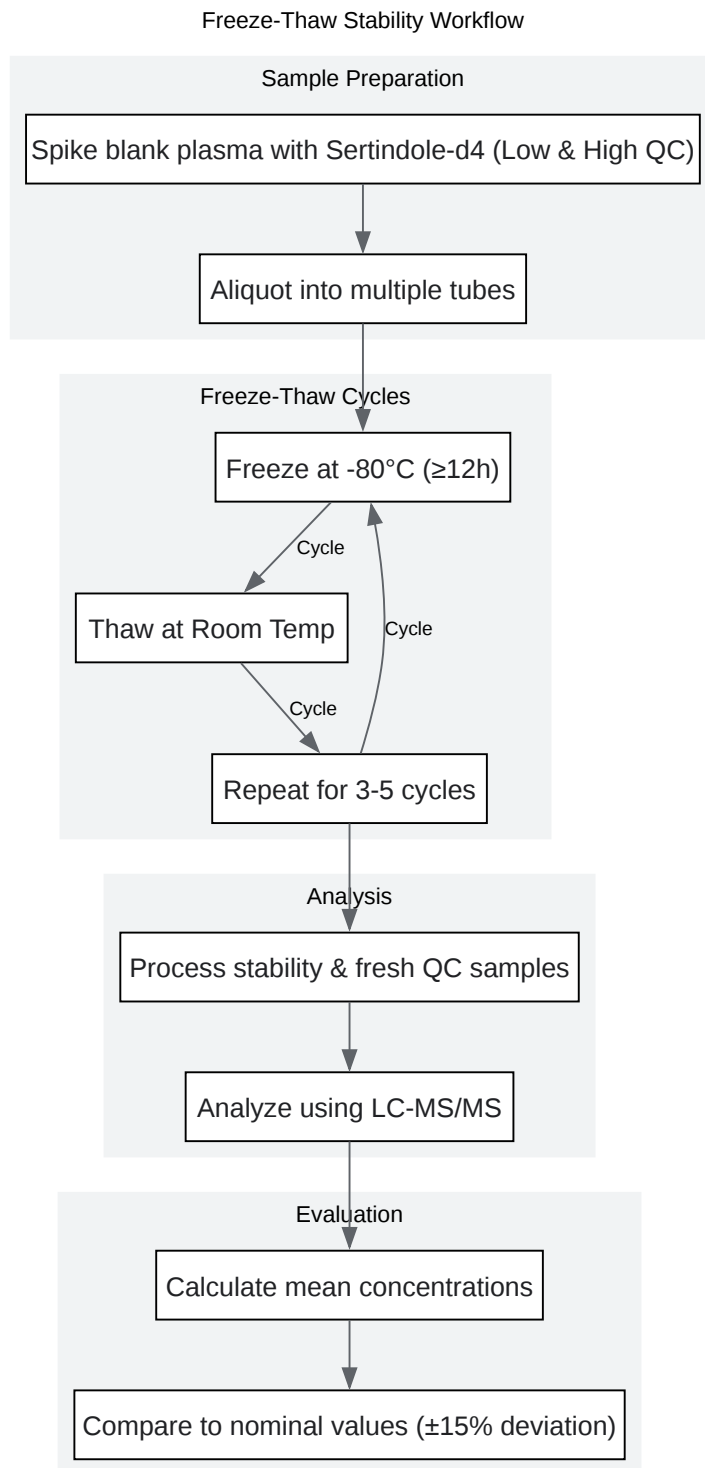 Freeze-Thaw Stability Workflow
Sample Preparation
Spike blank plasma with Sertindole-d4 (Low & High QC)
Aliquot into multiple tubes
Freeze-Thaw Cycles
Freeze at -80°C (≥12h)
Cycle
Thaw at Room Temp
Cycle
Cycle
Repeat for 3-5 cycles
Analysis
Process stability & fresh QC samples
Analyze using LC-MS/MS
Evaluation
Calculate mean concentrations
Compare to nominal values (±15% deviation)